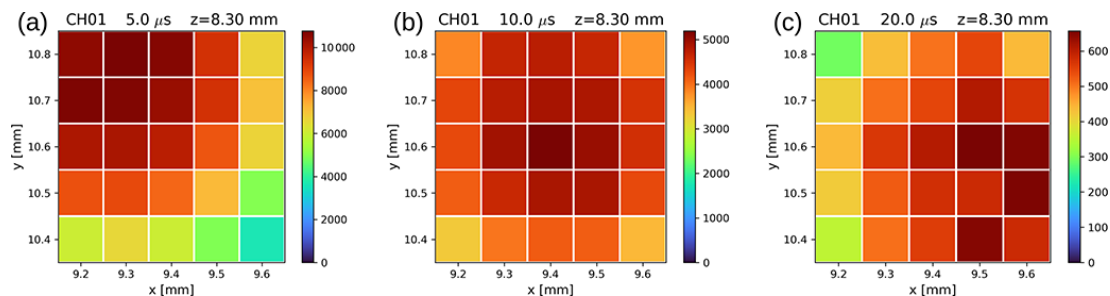 (a) CH01 5.0 μs z=8.30 mm
10.8
10.7
10.6
10.5
10.4
y [mm]
9.2 9.3 9.4 9.5 9.6
x [mm]
10000
8000
6000
4000
2000
0
(b) CH01 10.0 μs z=8.30 mm
10.8
10.7
10.6
10.5
10.4
y [mm]
9.2 9.3 9.4 9.5 9.6
x [mm]
5000
4000
3000
2000
1000
0
(c) CH01 20.0 μs z=8.30 mm
10.8
10.7
10.6
10.5
10.4
y [mm]
9.2 9.3 9.4 9.5 9.6
x [mm]
600
500
400
300
200
100
0